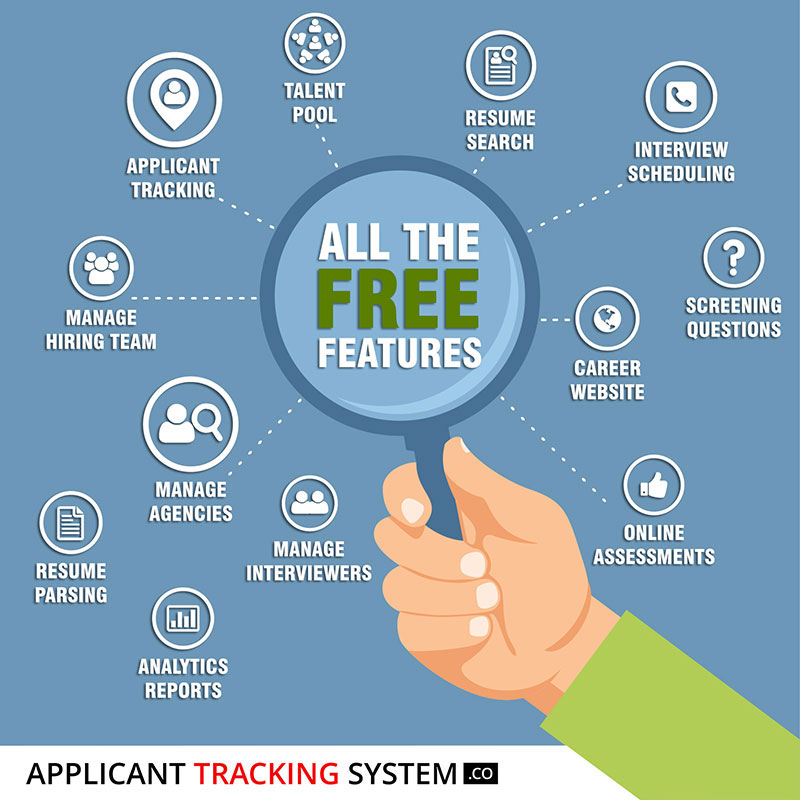 TALENT
POOL
APPLICANT
TRACKING
RESUME
SEARCH
INTERVIEW
SCHEDULING
ALL THE
FREE
FEATURES
MANAGE
HIRING TEAM
SCREENING
QUESTIONS
CAREER
WEBSITE
MANAGE
AGENCIES
MANAGE
INTERVIEWERS
ONLINE
ASSESSMENTS
RESUME
PARSING
ANALYTICS
REPORTS
APPLICANT TRACKING SYSTEM .CO